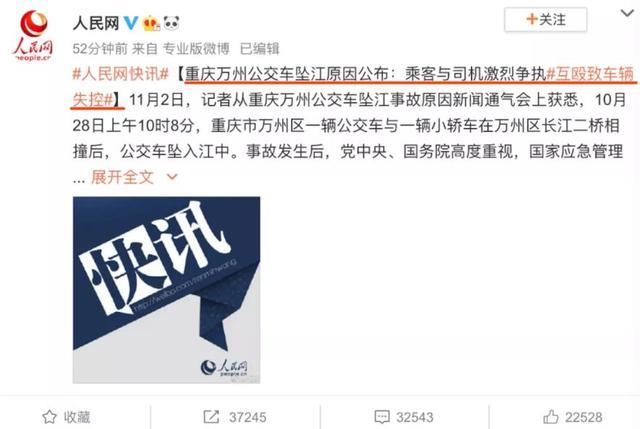 人民网
+关注
52分钟前 来自 专业版微博 已编辑
人民网
people.cn
#人民网快讯#【重庆万州公交车坠江原因公布：乘客与司机激烈争执#互殴致车辆
失控#】11月2日，记者从重庆万州公交车坠江事故原因新闻通气会上获悉，10月
28日上午10时8分，重庆市万州区一辆公交车与一辆小轿车在万州区长江二桥相
撞后，公交车坠入江中。事故发生后，党中央、国务院高度重视，国家应急管理
... 展开全文
快讯
http://weibo.com/renminwang
人民网
people.cn
收藏
37245
32543
22528